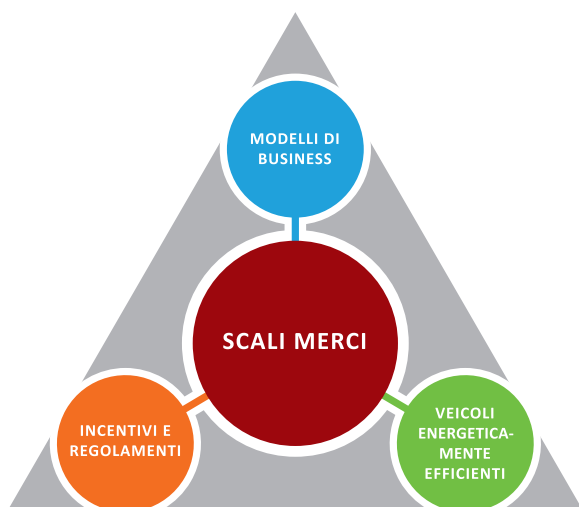 MODELLI DI
BUSINESS
SCALI MERCI
INCENTIVI E
REGOLAMENTI
VEICOLI
ENERGETICA-
MENTE
EFFICIENTI